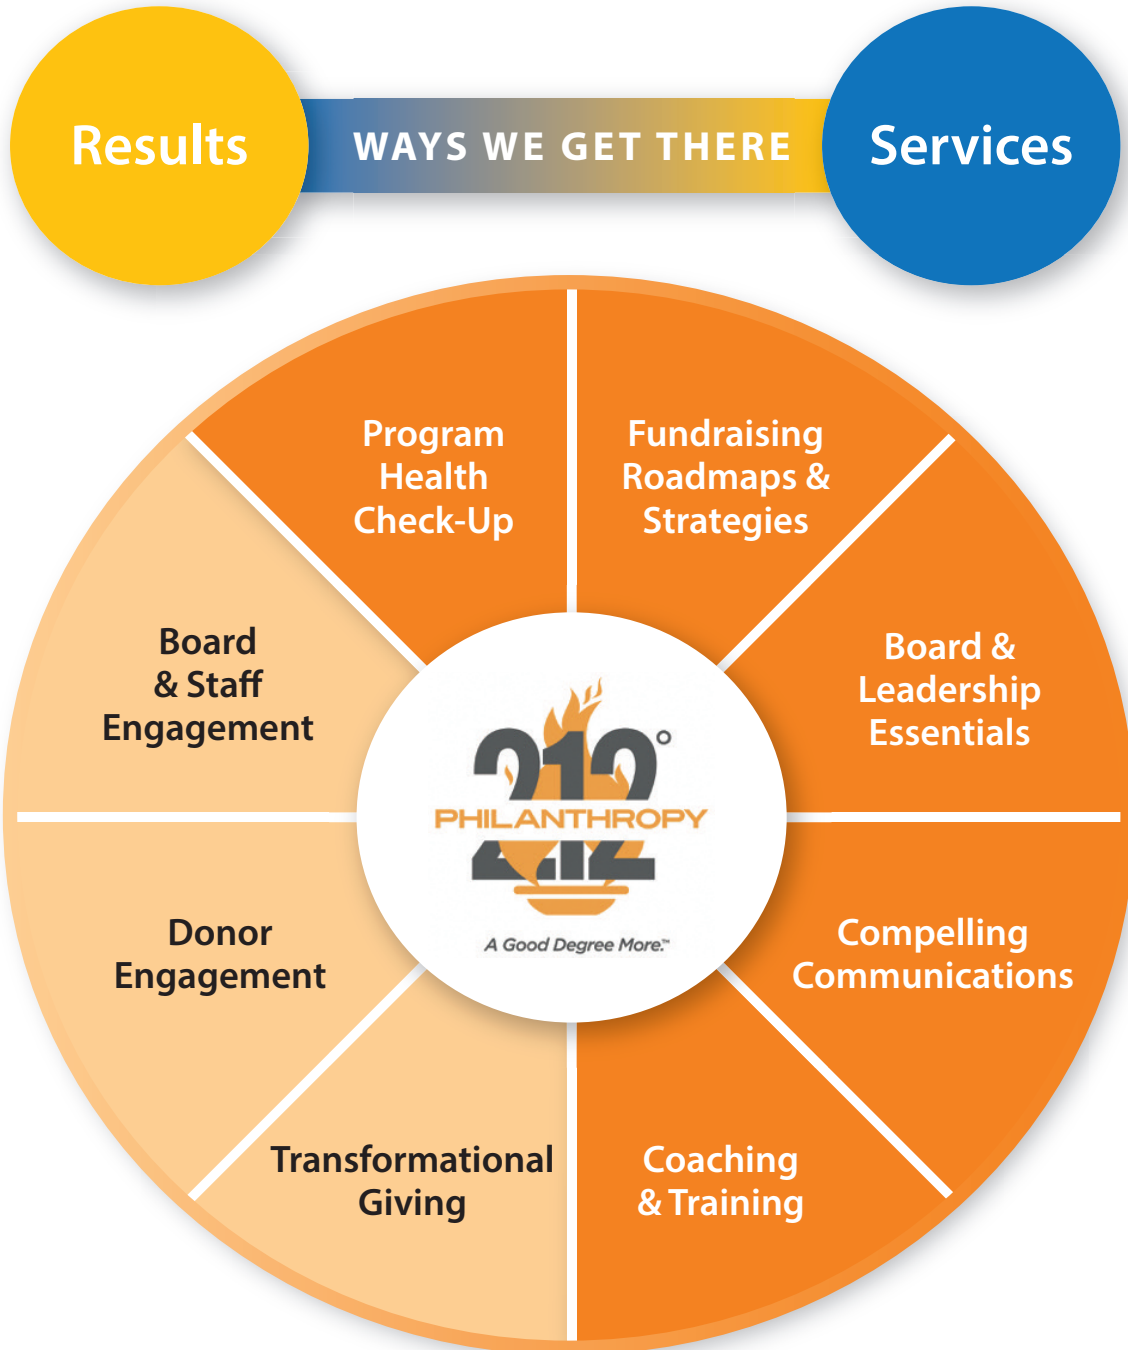 Results
WAYS WE GET THERE
Services
Program
Health
Check-Up
Fundraising
Roadmaps &
Strategies
Board &
Leadership
Essentials
Compelling
Communications
Coaching
& Training
Transformational
Giving
Donor
Engagement
Board
& Staff
Engagement
212°
PHILANTHROPY
A Good Degree More.™